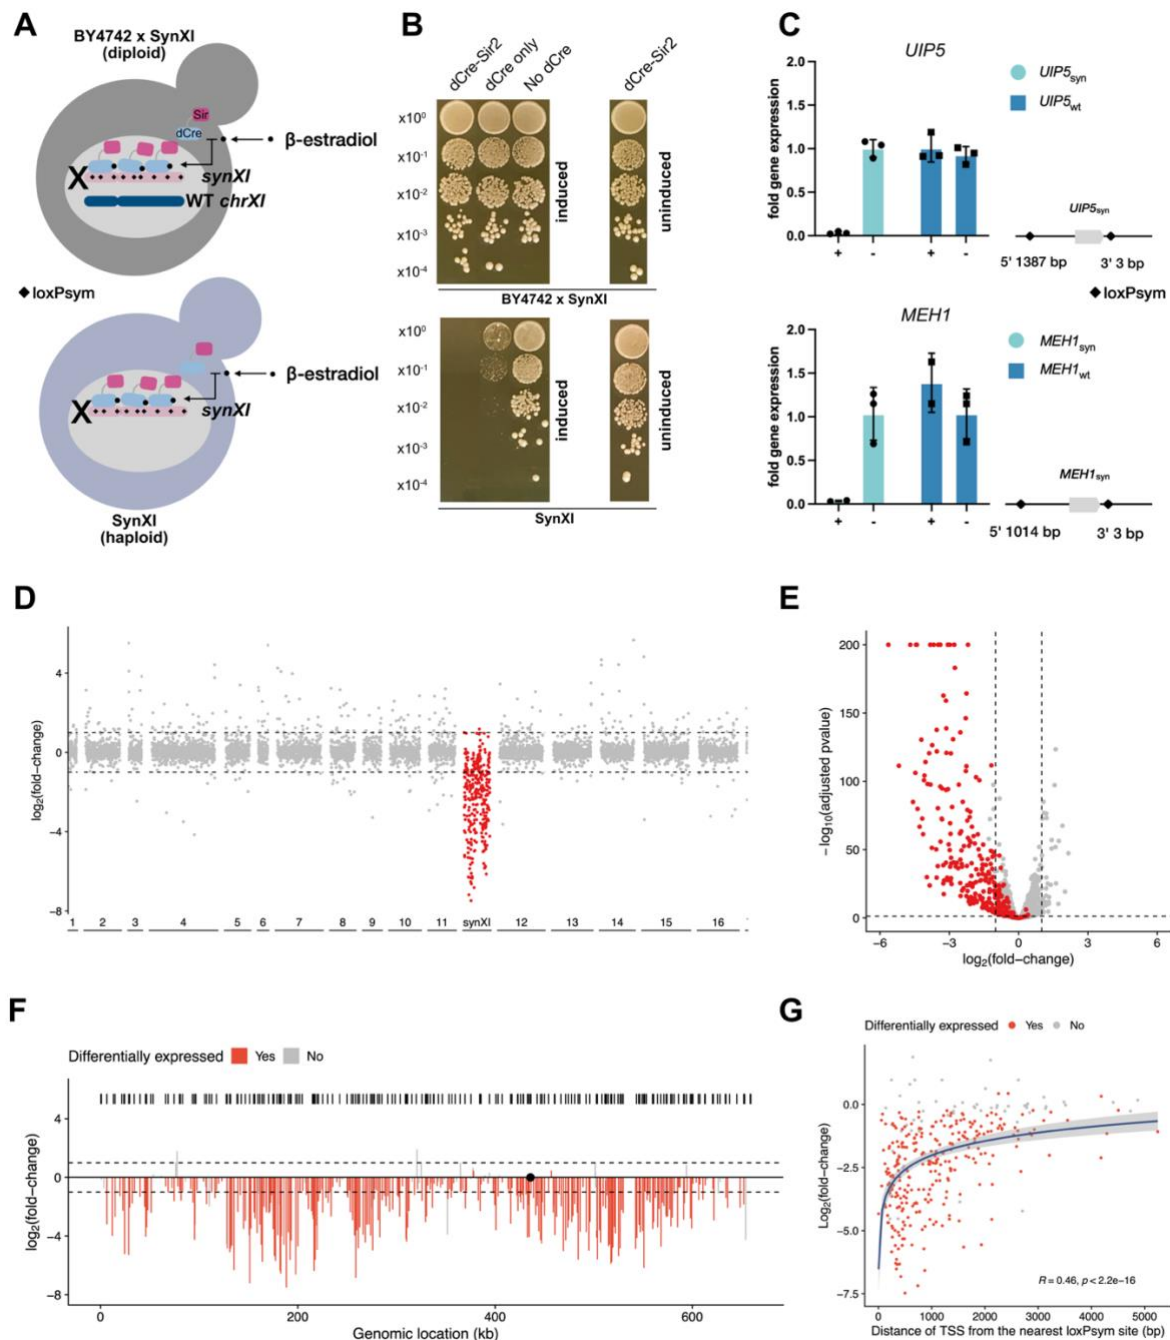 A
BY4742 x SynXI
(diploid)
Sir
dCre
β-estradiol
synXI
X
WT chrXI
loxPsym
β-estradiol
synXI
X
SynXI
(haploid)
B
dCre-Sir2
dCre only
No dCre
dCre-Sir2
x10⁰
x10⁻¹
x10⁻²
x10⁻³
x10⁻⁴
induced
uninduced
BY4742 x SynXI
x10⁰
x10⁻¹
x10⁻²
x10⁻³
x10⁻⁴
induced
uninduced
SynXI
C
UIP5
fold gene expression
2.0
1.5
1.0
0.5
0.0
+ - + -
UIP5syn
UIP5wt
UIP5syn
5' 1387 bp 3' 3 bp
loxPsym
MEH1
fold gene expression
2.0
1.5
1.0
0.5
0.0
+ - + -
MEH1syn
MEH1wt
MEH1syn
5' 1014 bp 3' 3 bp
D
log₂(fold−change)
4
0
−4
−8
1 2 3 4 5 6 7 8 9 10 11 synXI 12 13 14 15 16
E
−log₁₀(adjusted pvalue)
200
150
100
50
0
−6 −3 0 3 6
log₂(fold−change)
F
Differentially expressed Yes No
log₂(fold−change)
4
0
−4
−8
0 200 400 600
Genomic location (kb)
G
Differentially expressed Yes No
Log₂(fold−change)
0.0
−2.5
−5.0
−7.5
R = 0.46, p < 2.2e−16
0 1000 2000 3000 4000 5000
Distance of TSS from the nearest loxPsym site (bp)